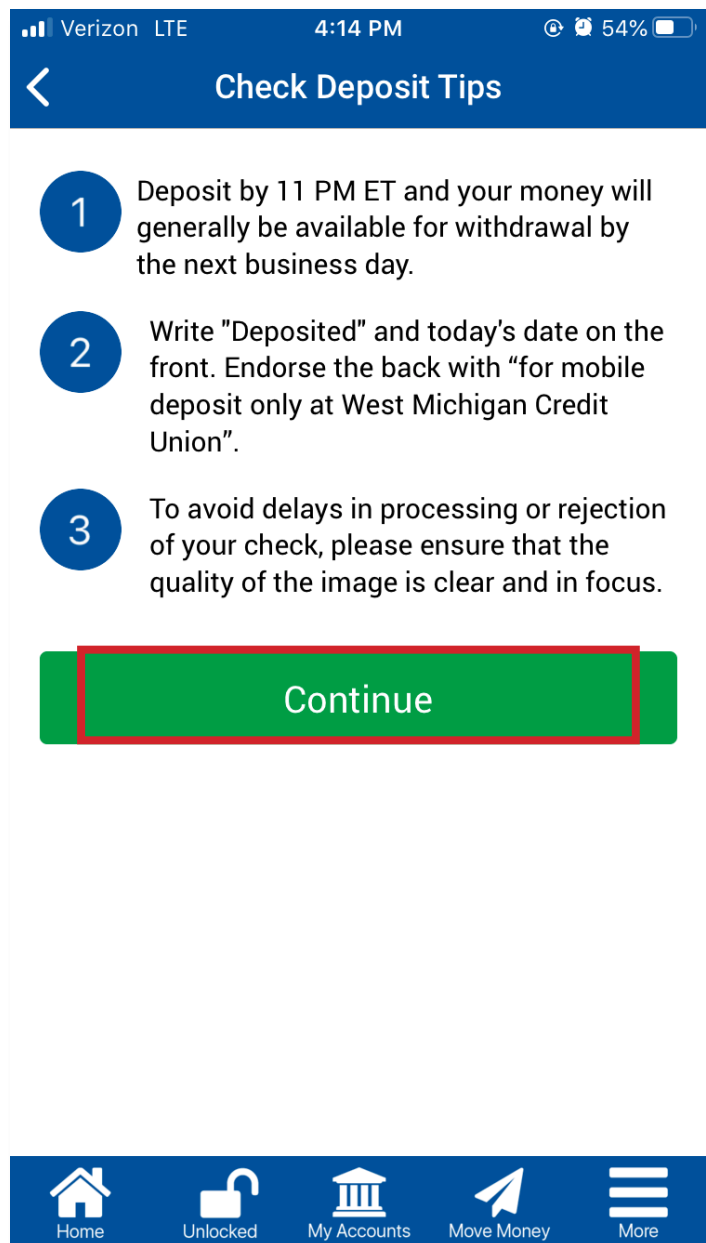 Verizon LTE 4:14 PM 54%
Check Deposit Tips
1 Deposit by 11 PM ET and your money will
generally be available for withdrawal by
the next business day.
2 Write "Deposited" and today's date on the
front. Endorse the back with “for mobile
deposit only at West Michigan Credit
Union”.
3 To avoid delays in processing or rejection
of your check, please ensure that the
quality of the image is clear and in focus.
Continue
Home Unlocked My Accounts Move Money More